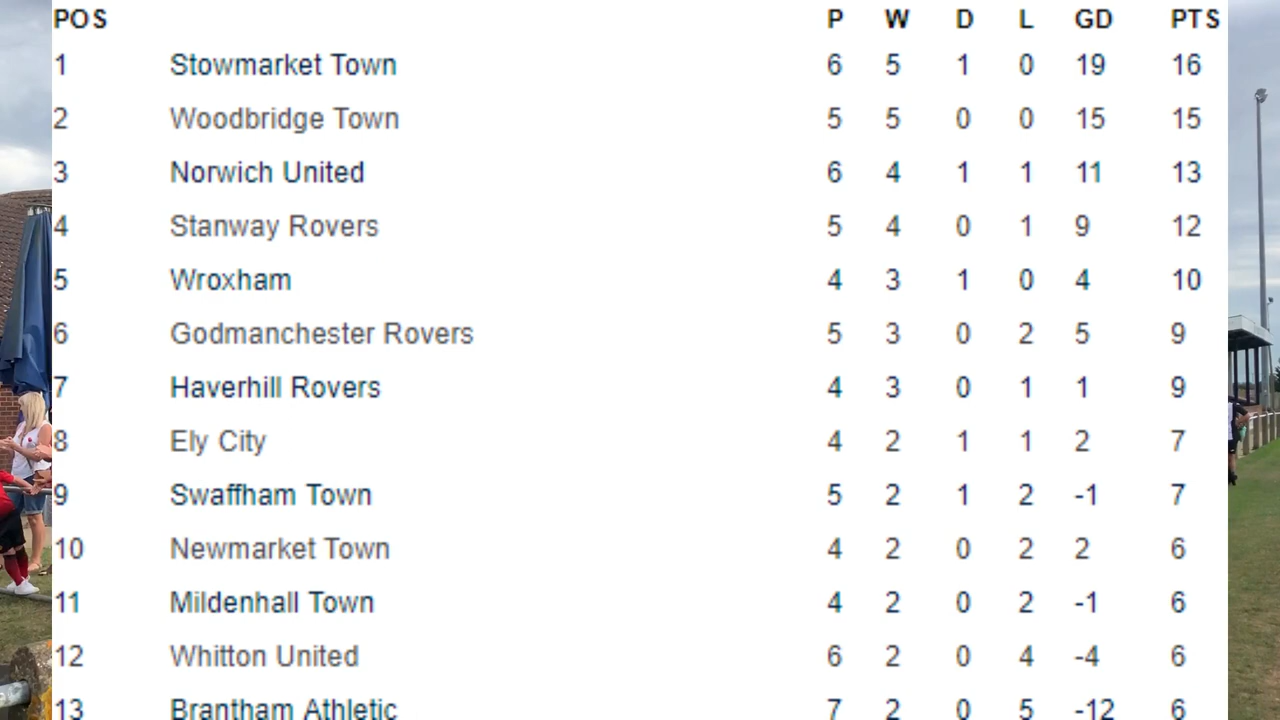 POS P W D L GD PTS
1 Stowmarket Town 6 5 1 0 19 16
2 Woodbridge Town 5 5 0 0 15 15
3 Norwich United 6 4 1 1 11 13
4 Stanway Rovers 5 4 0 1 9 12
5 Wroxham 4 3 1 0 4 10
6 Godmanchester Rovers 5 3 0 2 5 9
7 Haverhill Rovers 4 3 0 1 1 9
8 Ely City 4 2 1 1 2 7
9 Swaffham Town 5 2 1 2 -1 7
10 Newmarket Town 4 2 0 2 2 6
11 Mildenhall Town 4 2 0 2 -1 6
12 Whitton United 6 2 0 4 -4 6
13 Brantham Athletic 7 2 0 5 -12 6